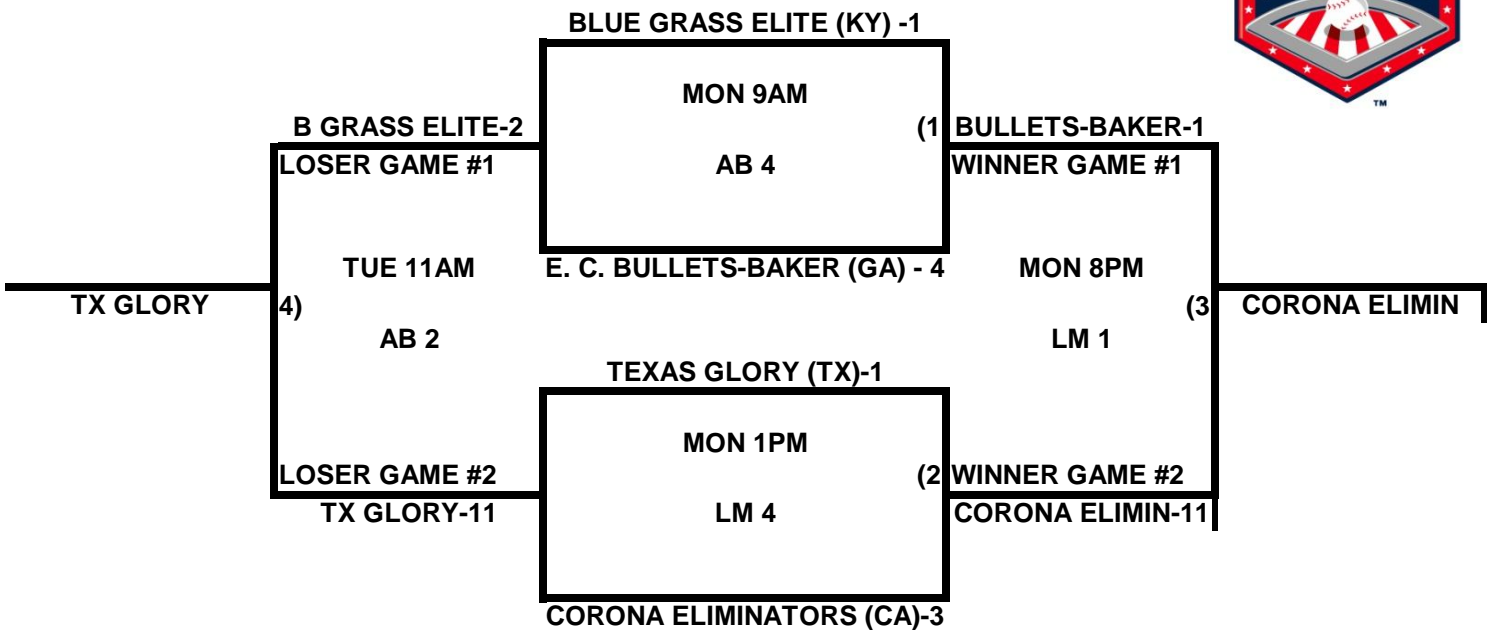 BLUE GRASS ELITE (KY) -1
MON 9AM
B GRASS ELITE-2
(1 BULLETS-BAKER-1
LOSER GAME #1
AB 4
WINNER GAME #1
TUE 11AM
E. C. BULLETS-BAKER (GA) - 4
MON 8PM
TX GLORY
4)
(3
CORONA ELIMIN
AB 2
LM 1
TEXAS GLORY (TX)-1
MON 1PM
LOSER GAME #2
(2 WINNER GAME #2
TX GLORY-11
LM 4
CORONA ELIMIN-11
CORONA ELIMINATORS (CA)-3
TM